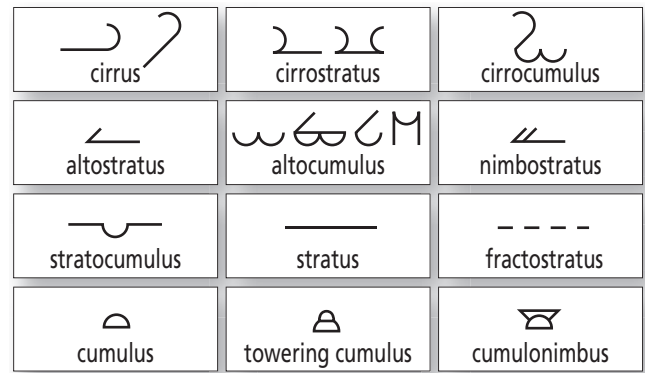 cirrus
cirrostratus
cirrocumulus
altostratus
altocumulus
nimbostratus
stratocumulus
stratus
fractostratus
cumulus
towering cumulus
cumulonimbus